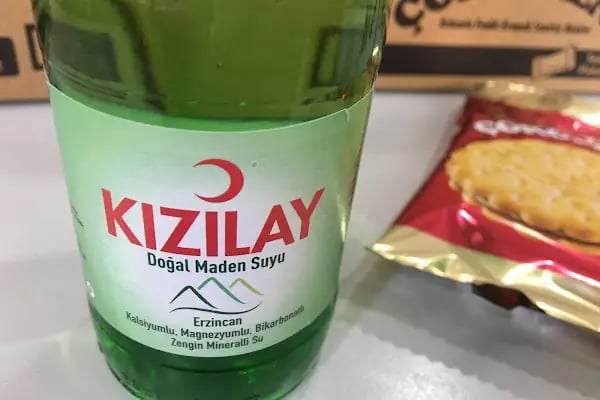 KIZILAY
Doğal Maden Suyu
Erzincan
Kalsiyumlu, Magnezyumlu, Bikarbonatlı
Zengin Mineralli Su